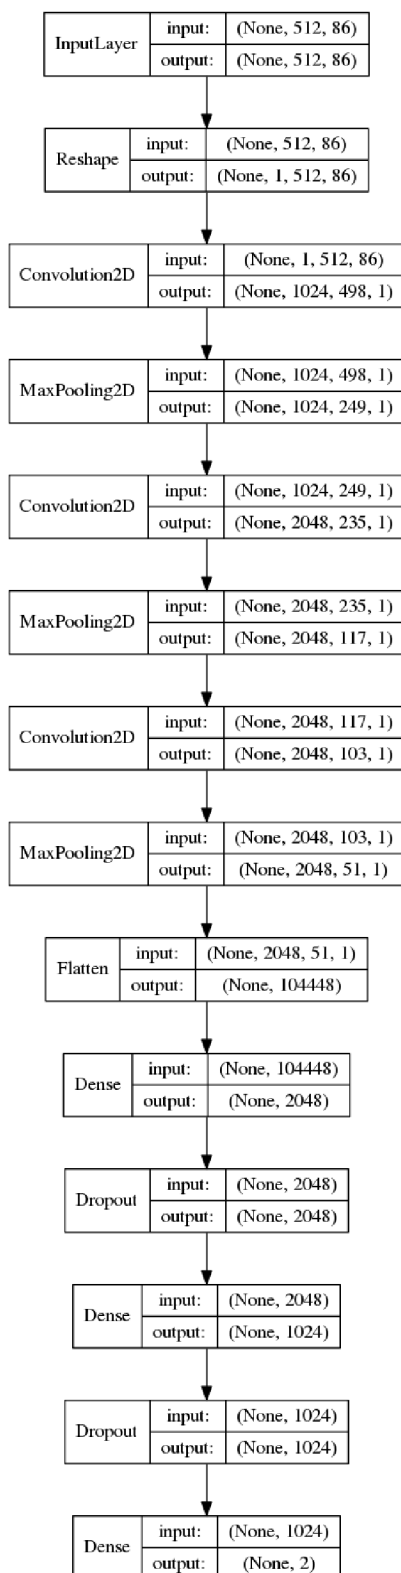 InputLayer input: (None, 512, 86)
output: (None, 512, 86)
Reshape input: (None, 512, 86)
output: (None, 1, 512, 86)
Convolution2D input: (None, 1, 512, 86)
output: (None, 1024, 498, 1)
MaxPooling2D input: (None, 1024, 498, 1)
output: (None, 1024, 249, 1)
Convolution2D input: (None, 1024, 249, 1)
output: (None, 2048, 235, 1)
MaxPooling2D input: (None, 2048, 235, 1)
output: (None, 2048, 117, 1)
Convolution2D input: (None, 2048, 117, 1)
output: (None, 2048, 103, 1)
MaxPooling2D input: (None, 2048, 103, 1)
output: (None, 2048, 51, 1)
Flatten input: (None, 2048, 51, 1)
output: (None, 104448)
Dense input: (None, 104448)
output: (None, 2048)
Dropout input: (None, 2048)
output: (None, 2048)
Dense input: (None, 2048)
output: (None, 1024)
Dropout input: (None, 1024)
output: (None, 1024)
Dense input: (None, 1024)
output: (None, 2)